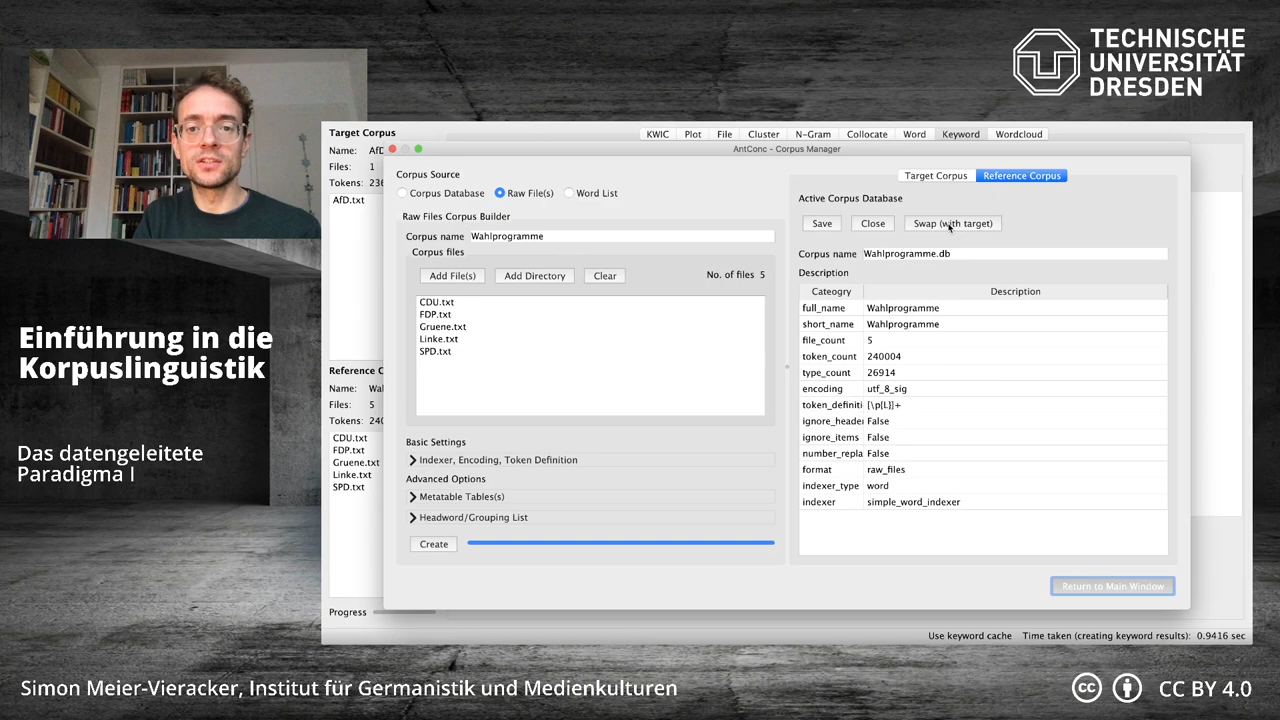 TECHNISCHE
UNIVERSITÄT
DRESDEN
Einführung in die
Korpuslinguistik
Das datengeleitete
Paradigma I
Target Corpus
Name: AfD
Files: 1
Tokens: 236
AfD.txt
Reference C
Name: Wal
Files: 5
Tokens: 240
CDU.txt
FDP.txt
Gruene.txt
Linke.txt
SPD.txt
Progress
KWIC Plot File Cluster N-Gram Collocate Word Keyword Wordcloud
AntConc - Corpus Manager
Corpus Source
Corpus Database Raw File(s) Word List
Raw Files Corpus Builder
Corpus name Wahlprogramme
Corpus files
Add File(s) Add Directory Clear No. of files 5
CDU.txt
FDP.txt
Gruene.txt
Linke.txt
SPD.txt
Basic Settings
Indexer, Encoding, Token Definition
Advanced Options
Metatable Tables(s)
Headword/Grouping List
Create
Target Corpus Reference Corpus
Active Corpus Database
Save Close Swap (with target)
Corpus name Wahlprogramme.db
Description
Cateogry Description
full_name Wahlprogramme
short_name Wahlprogramme
file_count 5
token_count 240004
type_count 26914
encoding utf_8_sig
token_definiti [\p{L}]+
ignore_header False
ignore_items False
number_repla False
format raw_files
indexer_type word
indexer simple_word_indexer
Return to Main Window
Use keyword cache Time taken (creating keyword results): 0.9416 sec
Simon Meier-Vieracker, Institut für Germanistik und Medienkulturen
cc CC BY 4.0